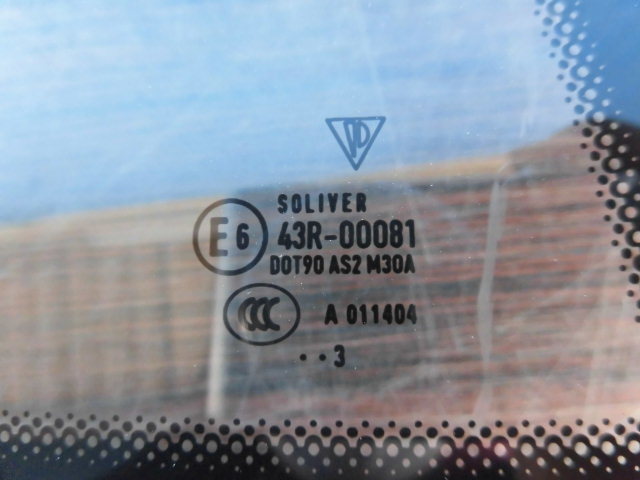 SOLIVER
E6 43R-00081
DOT90 AS2 M30A
CCC A 011404
··3